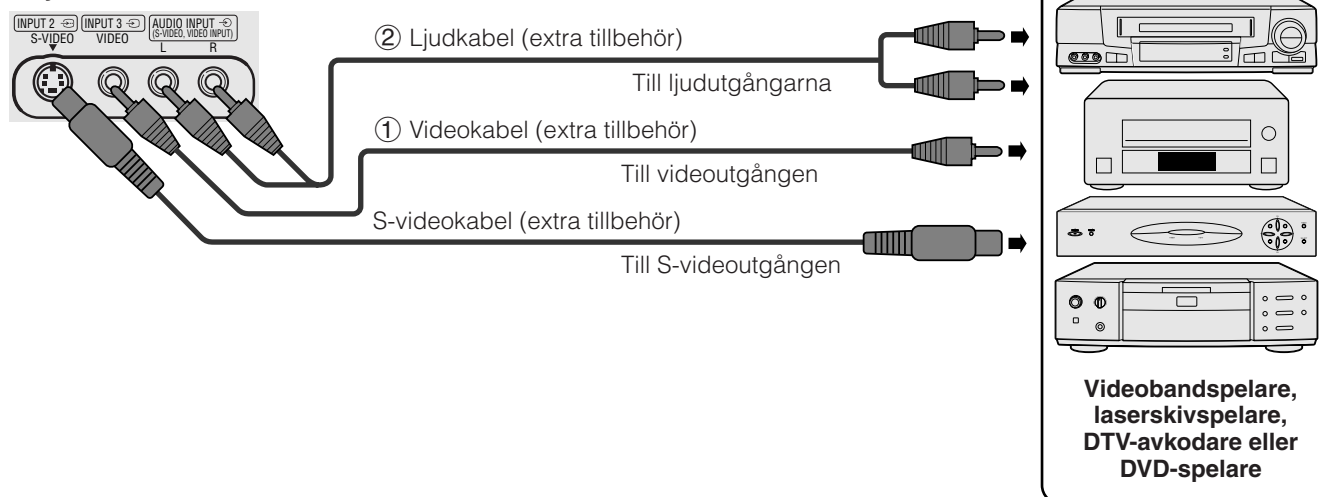 INPUT 2
INPUT 3
AUDIO INPUT
S-VIDEO
VIDEO
(S-VIDEO, VIDEO INPUT)
L R
② Ljudkabel (extra tillbehör)
Till ljudutgångarna
① Videokabel (extra tillbehör)
Till videoutgången
S-videokabel (extra tillbehör)
Till S-videoutgången
Videobandspelare,
laserskivspelare,
DTV-avkodare eller
DVD-spelare